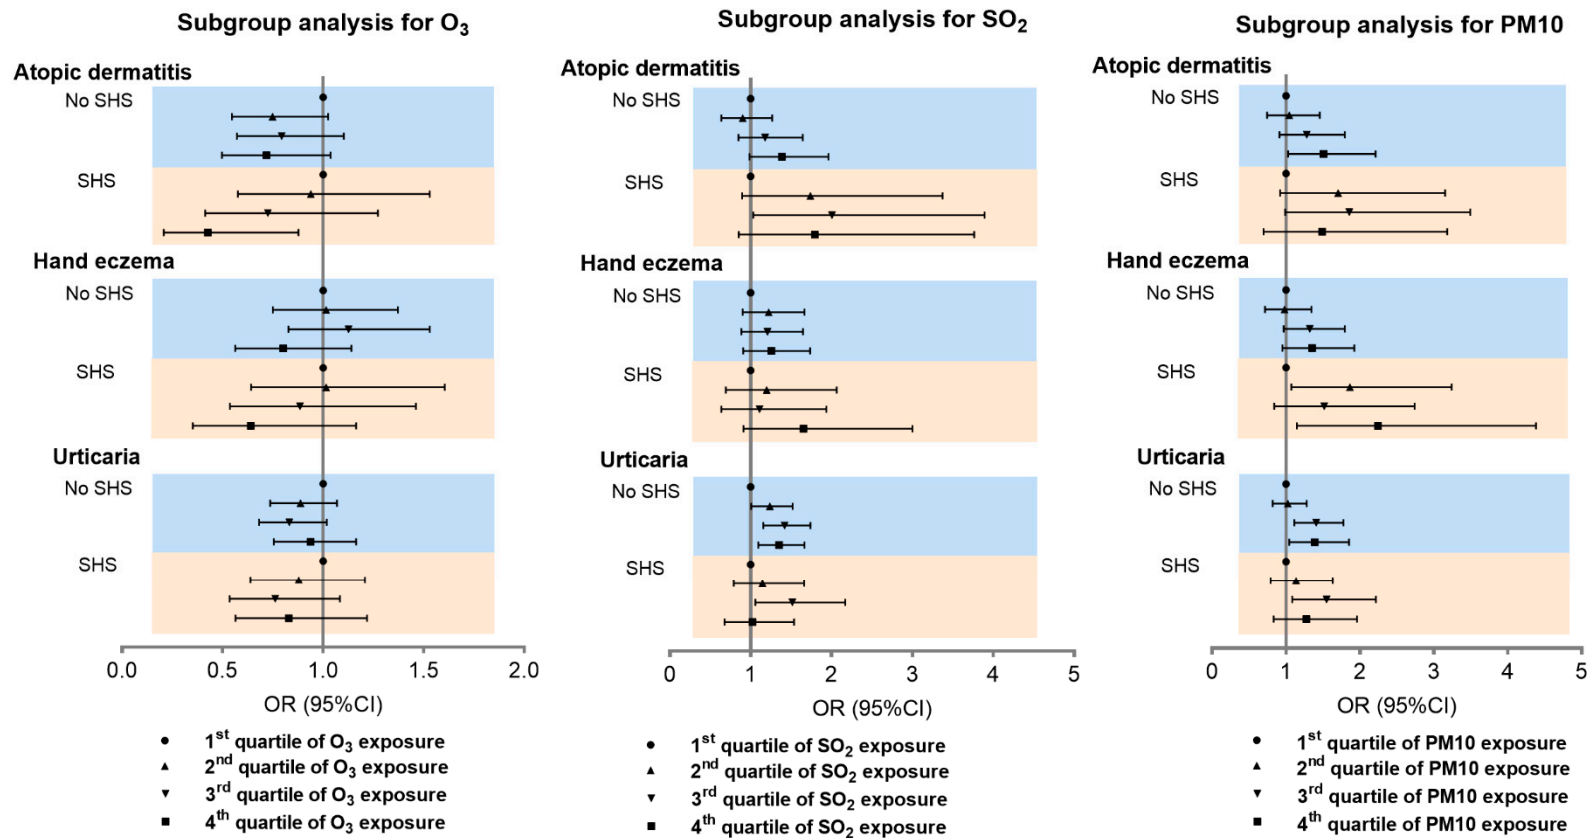 Subgroup analysis for O3
Atopic dermatitis
No SHS
SHS
Hand eczema
No SHS
SHS
Urticaria
No SHS
SHS
0.0 0.5 1.0 1.5 2.0
OR (95%CI)
1st quartile of O3 exposure
2nd quartile of O3 exposure
3rd quartile of O3 exposure
4th quartile of O3 exposure
Subgroup analysis for SO2
Atopic dermatitis
No SHS
SHS
Hand eczema
No SHS
SHS
Urticaria
No SHS
SHS
0 1 2 3 4 5
OR (95%CI)
1st quartile of SO2 exposure
2nd quartile of SO2 exposure
3rd quartile of SO2 exposure
4th quartile of SO2 exposure
Subgroup analysis for PM10
Atopic dermatitis
No SHS
SHS
Hand eczema
No SHS
SHS
Urticaria
No SHS
SHS
0 1 2 3 4 5
OR (95%CI)
1st quartile of PM10 exposure
2nd quartile of PM10 exposure
3rd quartile of PM10 exposure
4th quartile of PM10 exposure